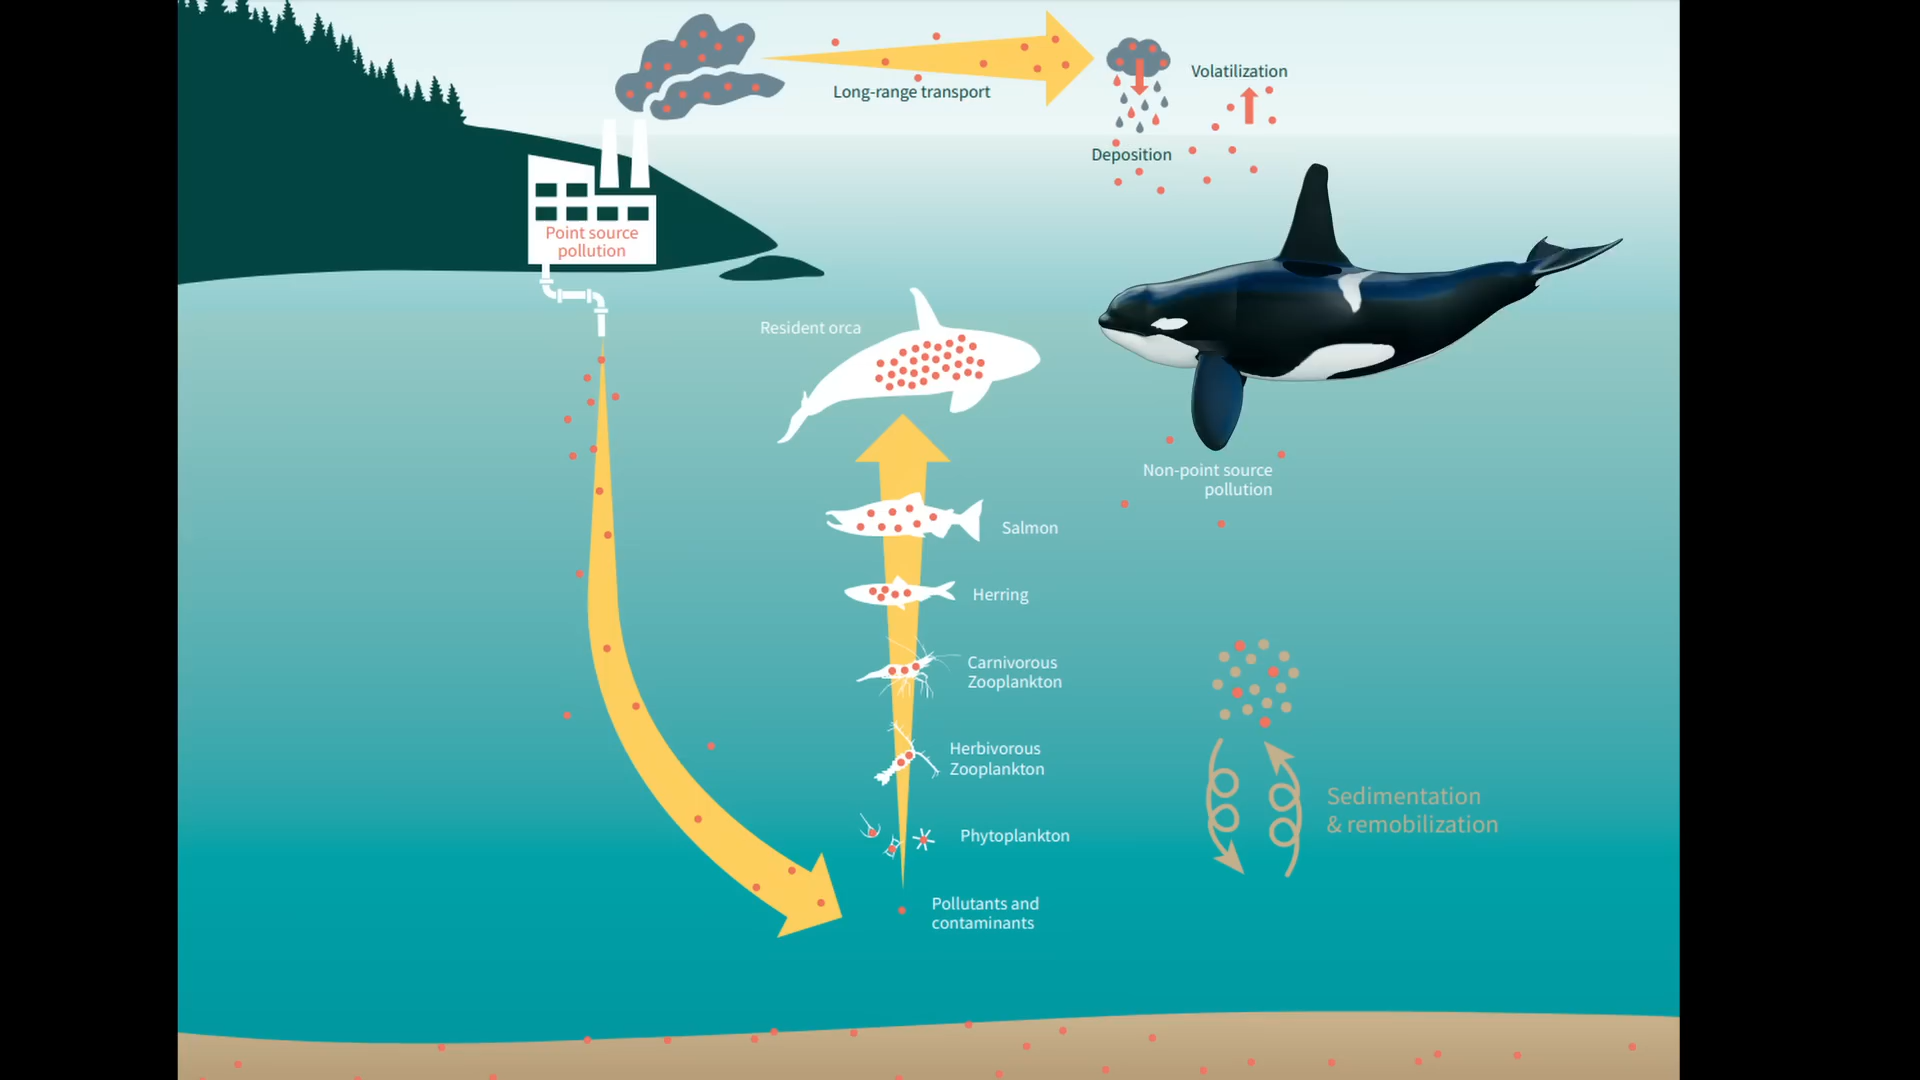 Long-range transport
Volatilization
Deposition
Point source
pollution
Resident orca
Non-point source
pollution
Salmon
Herring
Carnivorous
Zooplankton
Herbivorous
Zooplankton
Sedimentation
& remobilization
Phytoplankton
Pollutants and
contaminants